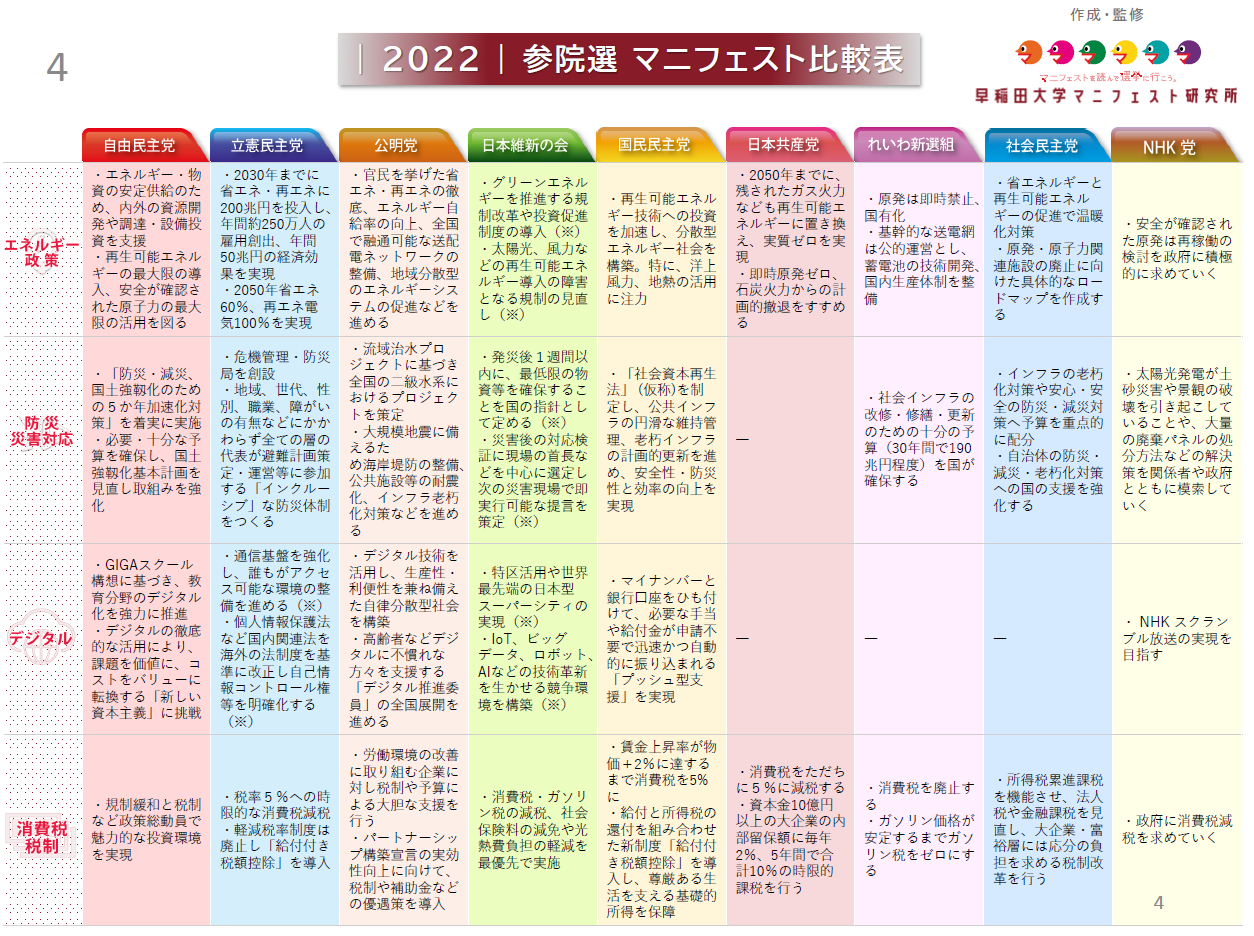 作成・監修
4
｜2022｜参院選 マニフェスト比較表
マニフェストを読んで選挙に行こう。
早稲田大学マニフェスト研究所
自由民主党
立憲民主党
公明党
日本維新の会
国民民主党
日本共産党
れいわ新選組
社会民主党
NHK 党
エネルギー
政策
・エネルギー・物
資の安定供給のた
め、内外の資源開
発や調達・設備投
資を支援
・再生可能エネル
ギーの最大限の導
入、安全が確認さ
れた原子力の最大
限の活用を図る
・2030年までに
省エネ・再エネに
200兆円を投入し、
年間約250万人の
雇用創出、年間
50兆円の経済効
果を実現
・2050年省エネ
60％、再エネ電
気100％を実現
・官民を挙げた省
エネ・再エネの徹
底、エネルギー自
給率の向上、全国
で融通可能な送配
電ネットワークの
整備、地域分散型
のエネルギーシス
テムの促進などを
進める
・グリーンエネル
ギーを推進する規
制改革や投資促進
制度の導入（※）
・太陽光、風力な
どの再生可能エネ
ルギー導入の障害
となる規制の見直
し（※）
・再生可能エネル
ギー技術への投資
を加速し、分散型
エネルギー社会を
構築。特に、洋上
風力、地熱の活用
に注力
・2050年までに、
残されたガス火力
なども再生可能エ
ネルギーに置き換
え、実質ゼロを実
現
・即時原発ゼロ、
石炭火力からの計
画的撤退をすすめ
る
・原発は即時禁止、
国有化
・基幹的な送電網
は公的運営とし、
蓄電池の技術開発、
国内生産体制を整
備
・省エネルギーと
再生可能エネル
ギーの促進で温暖
化対策
・原発・原子力関
連施設の廃止に向
けた具体的なロー
ドマップを作成す
る
・安全が確認され
た原発は再稼働の
検討を政府に積極
的に求めていく
防災
災害対応
・「防災・減災、
国土強靱化のため
の５か年加速化対
策」を着実に実施
・必要・十分な予
算を確保し、国土
強靱化基本計画を
見直し取組みを強
化
・危機管理・防災
局を創設
・地域、世代、性
別、職業、障がい
の有無などにかか
わらず全ての層の
代表が避難計画策
定・運営等に参加
する「インクルー
シブ」な防災体制
をつくる
・流域治水プロ
ジェクトに基づき
全国の二級水系に
おけるプロジェク
トを策定
・大規模地震に備
えるた
め海岸堤防の整備、
公共施設等の耐震
化、インフラ老朽
化対策などを進め
る
・発災後１週間以
内に、最低限の物
資等を確保するこ
とを国の指針とし
て定める（※）
・災害後の対応検
証に現場の首長な
どを中心に選定し
次の災害現場で即
実行可能な提言を
策定（※）
・「社会資本再生
法」（仮称）を制
定し、公共インフ
ラの円滑な維持管
理、老朽インフラ
の計画的更新を進
め、安全性・防災
性と効率の向上を
実現
―
・社会インフラの
改修・修繕・更新
のための十分の予
算（30年間で190
兆円程度）を国が
確保する
・インフラの老朽
化対策や安心・安
全の防災・減災対
策へ予算を重点的
に配分
・自治体の防災・
減災・老朽化対策
への国の支援を強
化する
・太陽光発電が土
砂災害や景観の破
壊を引き起こして
いることや、大量
の廃棄パネルの処
分方法などの解決
策を関係者や政府
とともに模索して
いく
デジタル
・GIGAスクール
構想に基づき、教
育分野のデジタル
化を強力に推進
・デジタルの徹底
的な活用により、
課題を価値に、コ
ストをバリューに
転換する「新しい
資本主義」に挑戦
・通信基盤を強化
し、誰もがアクセ
ス可能な環境の整
備を進める（※）
・個人情報保護法
など国内関連法を
海外の法制度を基
準に改正し自己情
報コントロール権
等を明確化する
（※）
・デジタル技術を
活用し、生産性・
利便性を兼ね備え
た自律分散型社会
を構築
・高齢者などデジ
タルに不慣れな
方々を支援する
「デジタル推進委
員」の全国展開を
進める
・特区活用や世界
最先端の日本型
スーパーシティの
実現（※）
・IoT、ビッグ
データ、ロボット、
AIなどの技術革新
を生かせる競争環
境を構築（※）
・マイナンバーと
銀行口座をひも付
けて、必要な手当
や給付金が申請不
要で迅速かつ自動
的に振り込まれる
「プッシュ型支
援」を実現
―
―
―
・NHK スクラン
ブル放送の実現を
目指す
消費税
税制
・規制緩和と税制
など政策総動員で
魅力的な投資環境
を実現
・税率５％への時
限的な消費税減税
・軽減税率制度は
廃止し「給付付き
税額控除」を導入
・労働環境の改善
に取り組む企業に
対し税制や予算に
よる大胆な支援を
行う
・パートナーシッ
プ構築宣言の実効
性向上に向けて、
税制や補助金など
の優遇策を導入
・消費税・ガソリ
ン税の減税、社会
保険料の減免や光
熱費負担の軽減を
最優先で実施
・賃金上昇率が物
価＋2％に達する
まで消費税を5％
に
・給付と所得税の
還付を組み合わせ
た新制度「給付付
き税額控除」を導
入し、尊厳ある生
活を支える基礎的
所得を保障
・消費税をただち
に５％に減税する
・資本金10億円
以上の大企業の内
部留保額に毎年
2％、5年間で合
計10％の時限的
課税を行う
・消費税を廃止す
る
・ガソリン価格が
安定するまでガソ
リン税をゼロにす
る
・所得税累進課税
を機能させ、法人
税や金融課税を
見直し、大企業・富
裕層には応分の負
担を求める税制改
革を行う
・政府に消費税減
税を求めていく
4